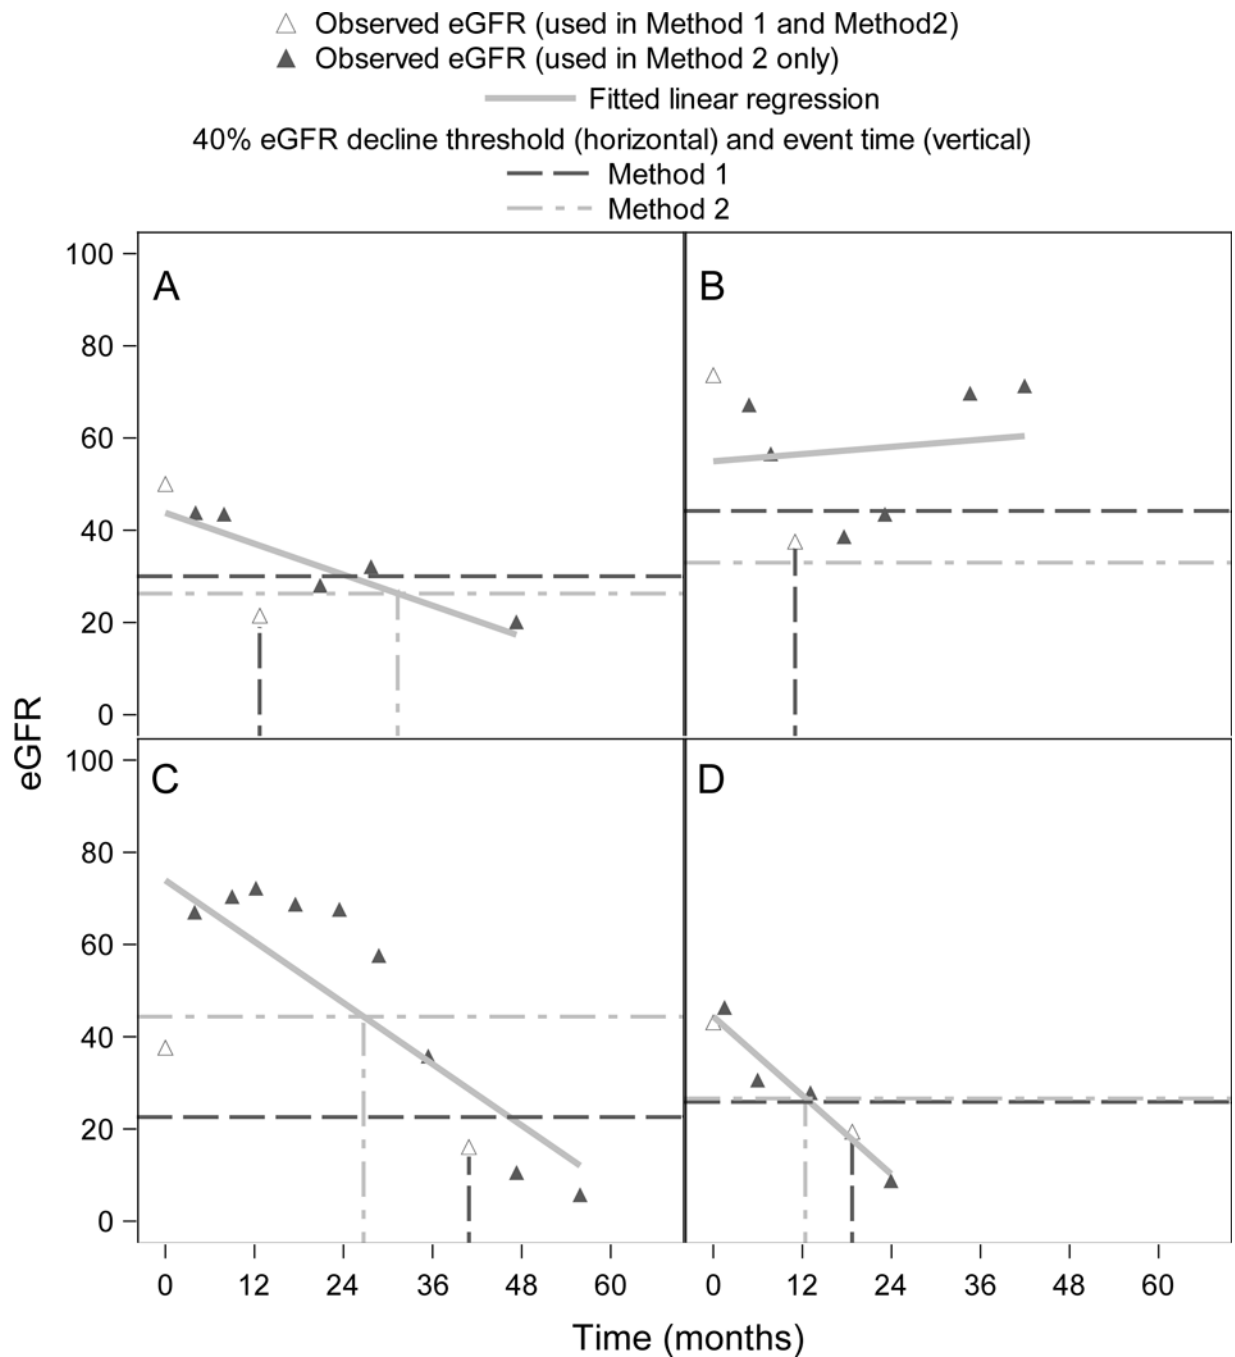 Observed eGFR (used in Method 1 and Method2)
Observed eGFR (used in Method 2 only)
Fitted linear regression
40% eGFR decline threshold (horizontal) and event time (vertical)
Method 1
Method 2
A
B
100
80
60
40
20
0
C
D
100
80
60
40
20
0
eGFR
0 12 24 36 48 60 0 12 24 36 48 60
Time (months)